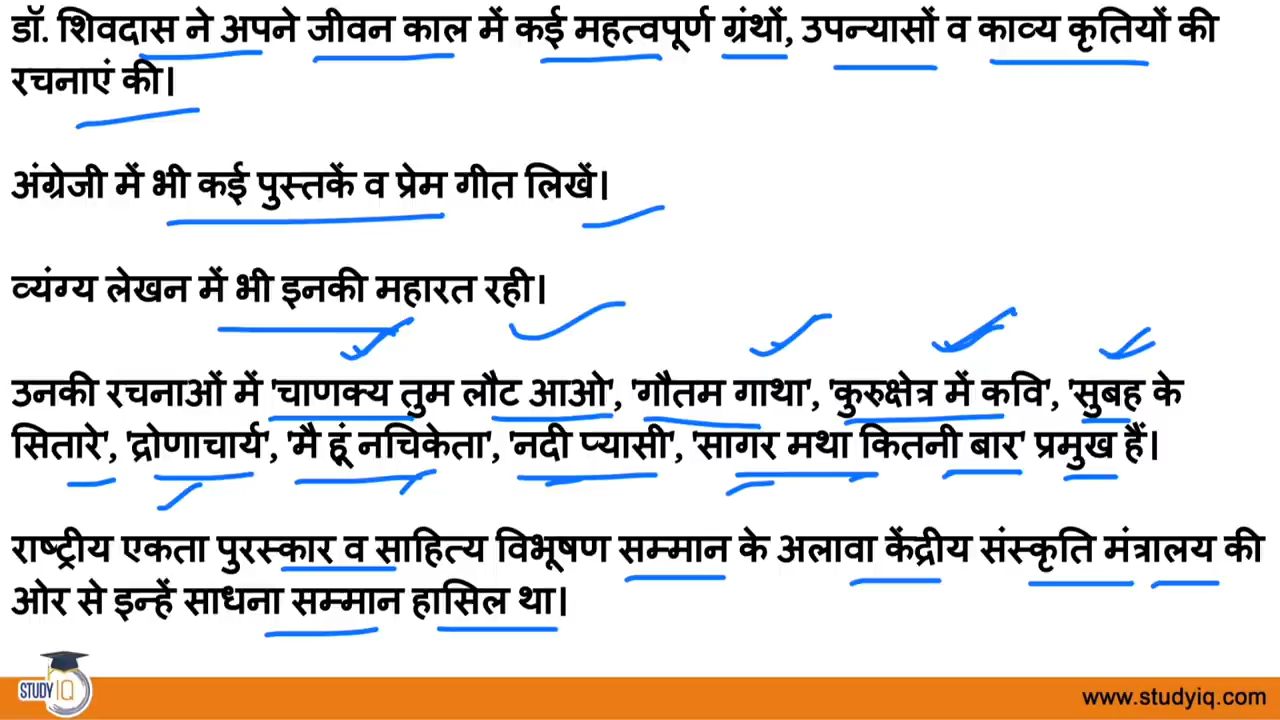 डॉ. शिवदास ने अपने जीवन काल में कई महत्वपूर्ण ग्रंथों, उपन्यासों व काव्य कृतियों की
रचनाएं की।
अंग्रेजी में भी कई पुस्तकें व प्रेम गीत लिखें।
व्यंग्य लेखन में भी इनकी महारत रही।
उनकी रचनाओं में 'चाणक्य तुम लौट आओ', 'गौतम गाथा', 'कुरुक्षेत्र में कवि', 'सुबह के
सितारे', 'द्रोणाचार्य', 'मै हूं नचिकेता', 'नदी प्यासी', 'सागर मथा कितनी बार' प्रमुख हैं।
राष्ट्रीय एकता पुरस्कार व साहित्य विभूषण सम्मान के अलावा केंद्रीय संस्कृति मंत्रालय की
ओर से इन्हें साधना सम्मान हासिल था।
STUDY IQ
www.studyiq.com